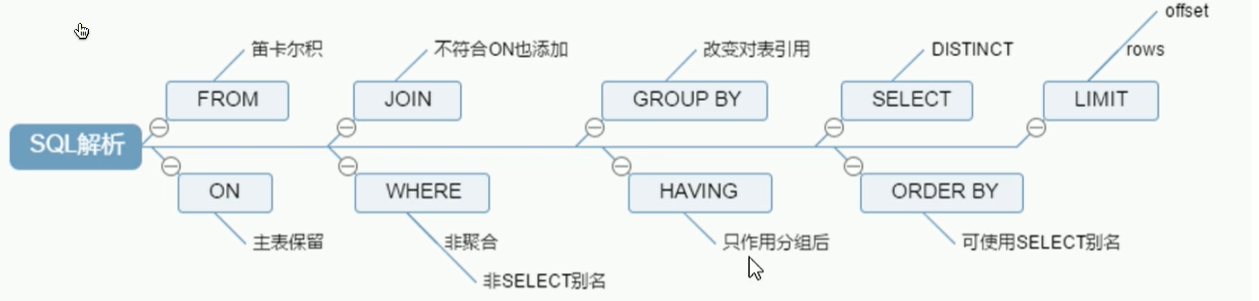 SQL解析
FROM
笛卡尔积
ON
主表保留
JOIN
不符合ON也添加
WHERE
非聚合
非SELECT别名
GROUP BY
改变对表引用
HAVING
只作用分组后
SELECT
DISTINCT
ORDER BY
可使用SELECT别名
LIMIT
offset
rows